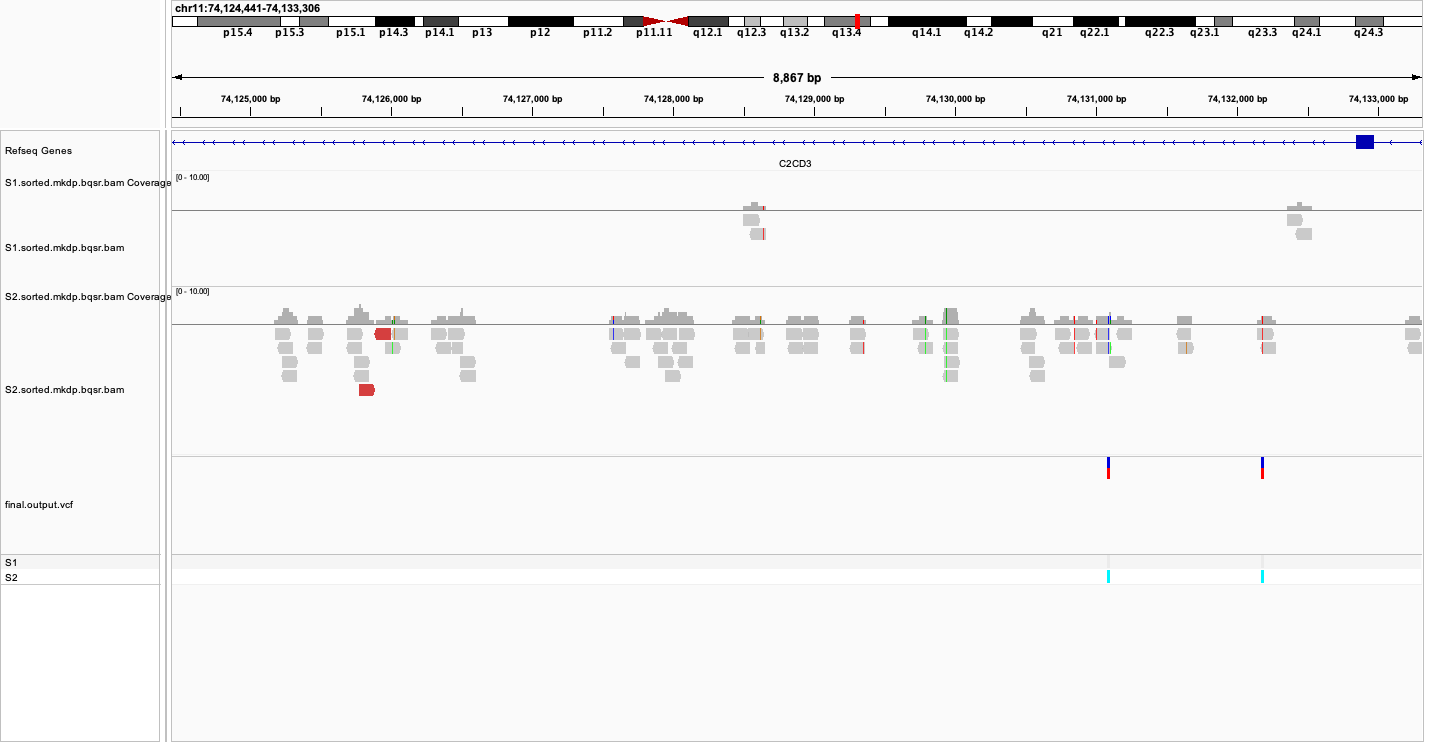 chr11:74,124,441-74,133,306
p15.4 p15.3 p15.1 p14.3 p14.1 p13 p12 p11.2 p11.11 q12.1 q12.3 q13.2 q13.4 q14.1 q14.2 q21 q22.1 q22.3 q23.1 q23.3 q24.1 q24.3
8,867 bp
74,125,000 bp 74,126,000 bp 74,127,000 bp 74,128,000 bp 74,129,000 bp 74,130,000 bp 74,131,000 bp 74,132,000 bp 74,133,000 bp
Refseq Genes
C2CD3
S1.sorted.mkdp.bqsr.bam Coverage
[0 - 10.00]
S1.sorted.mkdp.bqsr.bam
S2.sorted.mkdp.bqsr.bam Coverage
[0 - 10.00]
S2.sorted.mkdp.bqsr.bam
final.output.vcf
S1
S2